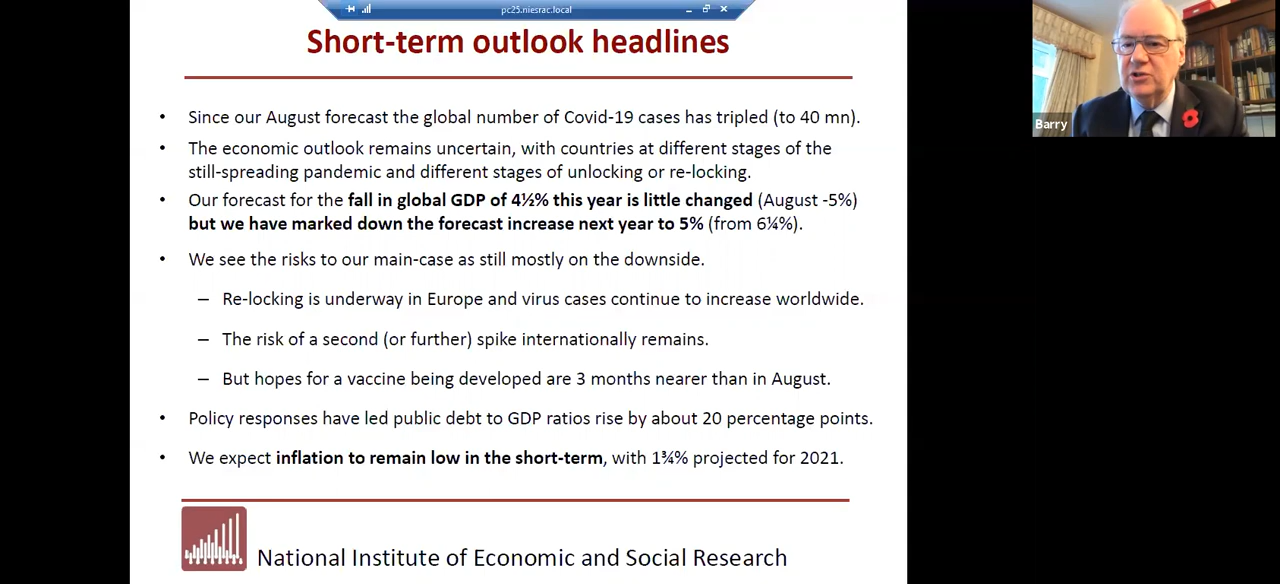 pc25.niesrac.local
Short-term outlook headlines
• Since our August forecast the global number of Covid-19 cases has tripled (to 40 mn).
• The economic outlook remains uncertain, with countries at different stages of the
still-spreading pandemic and different stages of unlocking or re-locking.
• Our forecast for the fall in global GDP of 4½% this year is little changed (August -5%)
but we have marked down the forecast increase next year to 5% (from 6¼%).
• We see the risks to our main-case as still mostly on the downside.
– Re-locking is underway in Europe and virus cases continue to increase worldwide.
– The risk of a second (or further) spike internationally remains.
– But hopes for a vaccine being developed are 3 months nearer than in August.
• Policy responses have led public debt to GDP ratios rise by about 20 percentage points.
• We expect inflation to remain low in the short-term, with 1¾% projected for 2021.
National Institute of Economic and Social Research
Barry